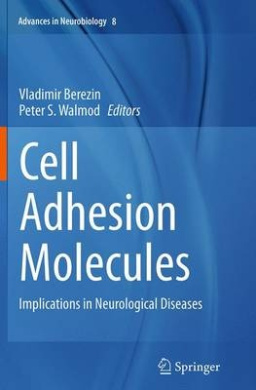 Advances in Neurobiology 8
Vladimir Berezin
Peter S. Walmod Editors
Cell
Adhesion
Molecules
Implications in Neurological Diseases
Springer